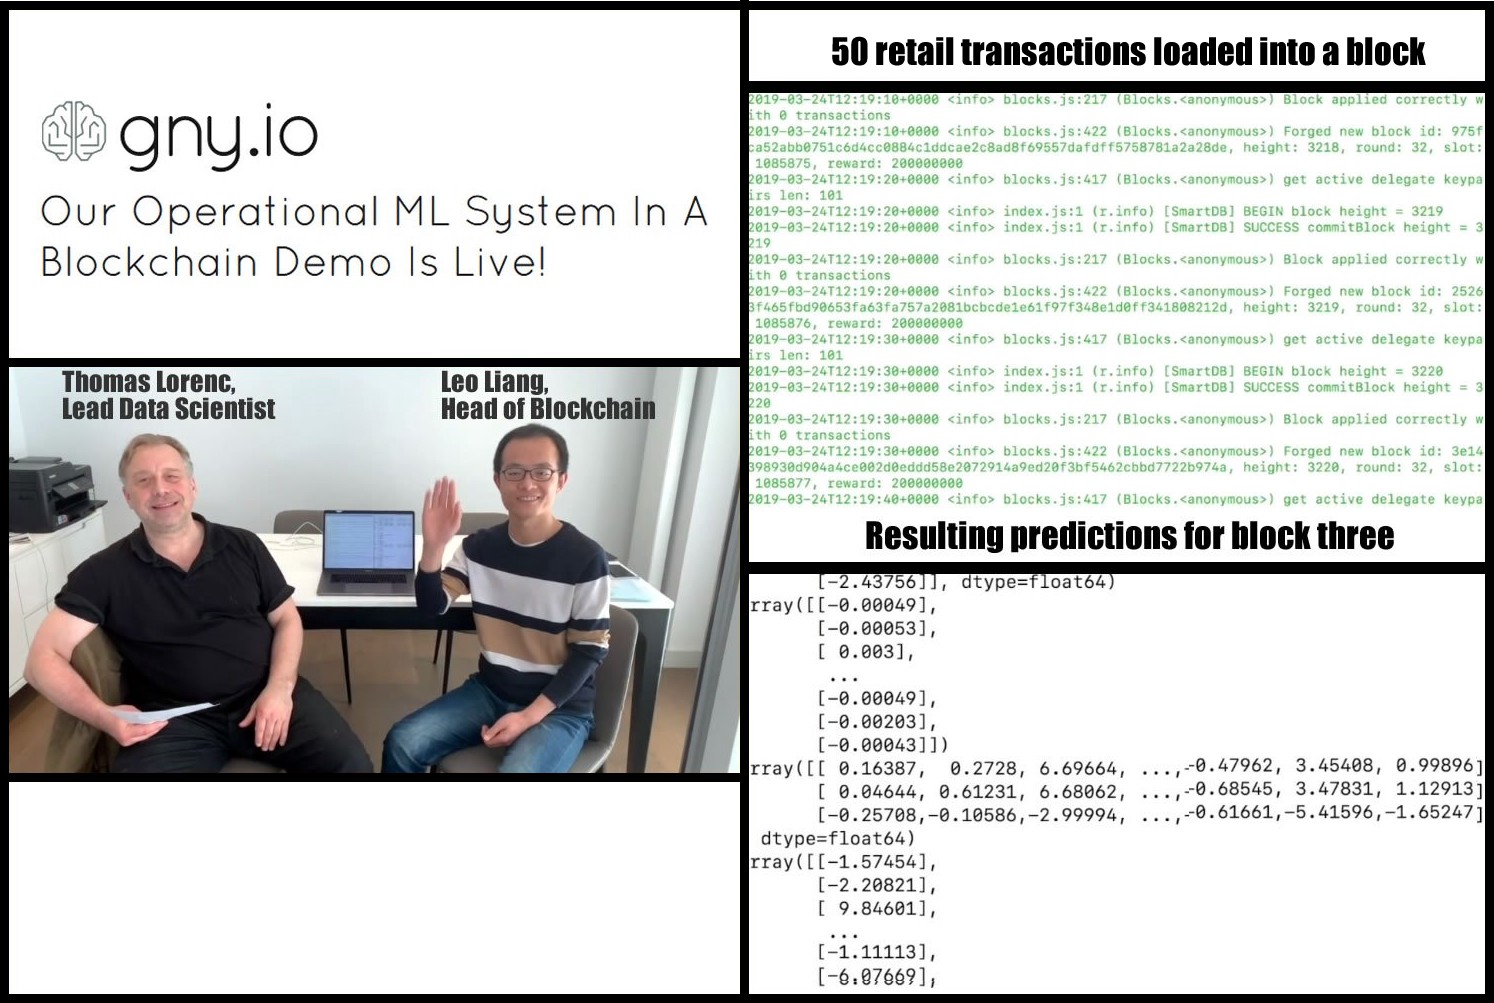 gny.io
Our Operational ML System In A
Blockchain Demo Is Live!
Thomas Lorenc,
Lead Data Scientist
Leo Liang,
Head of Blockchain
50 retail transactions loaded into a block
2019-03-24T12:19:10+0000 <info> blocks.js:217 (Blocks.<anonymous>) Block applied correctly w
ith 0 transactions
2019-03-24T12:19:10+0000 <info> blocks.js:422 (Blocks.<anonymous>) Forged new block id: 975f
ca52abb0751c6d4cc0884c1ddcae2c8ad8f69557dafdff5758781a2a28de, height: 3218, round: 32, slot:
1085875, reward: 200000000
2019-03-24T12:19:20+0000 <info> blocks.js:417 (Blocks.<anonymous>) get active delegate keypa
irs len: 101
2019-03-24T12:19:20+0000 <info> index.js:1 (r.info) [SmartDB] BEGIN block height = 3219
2019-03-24T12:19:20+0000 <info> index.js:1 (r.info) [SmartDB] SUCCESS commitBlock height = 3
219
2019-03-24T12:19:20+0000 <info> blocks.js:217 (Blocks.<anonymous>) Block applied correctly w
ith 0 transactions
2019-03-24T12:19:20+0000 <info> blocks.js:422 (Blocks.<anonymous>) Forged new block id: 2526
3f465fbd90653fa63fa757a2081bcbcde1e61f97f348e1d0ff341808212d, height: 3219, round: 32, slot:
1085876, reward: 200000000
2019-03-24T12:19:30+0000 <info> blocks.js:417 (Blocks.<anonymous>) get active delegate keypa
irs len: 101
2019-03-24T12:19:30+0000 <info> index.js:1 (r.info) [SmartDB] BEGIN block height = 3220
2019-03-24T12:19:30+0000 <info> index.js:1 (r.info) [SmartDB] SUCCESS commitBlock height = 3
220
2019-03-24T12:19:30+0000 <info> blocks.js:217 (Blocks.<anonymous>) Block applied correctly w
ith 0 transactions
2019-03-24T12:19:30+0000 <info> blocks.js:422 (Blocks.<anonymous>) Forged new block id: 3e14
398930d904a4ce002d0eddd58e2072914a9ed20f3bf5462cbbd7722b974a, height: 3220, round: 32, slot:
1085877, reward: 200000000
2019-03-24T12:19:40+0000 <info> blocks.js:417 (Blocks.<anonymous>) get active delegate keypa
Resulting predictions for block three
[-2.43756]], dtype=float64)
rray([[-0.00049],
[-0.00053],
[ 0.003],
...
[-0.00049],
[-0.00203],
[-0.00043]])
rray([[ 0.16387, 0.2728, 6.69664, ...,-0.47962, 3.45408, 0.99896]
[ 0.04644, 0.61231, 6.68062, ...,-0.68545, 3.47831, 1.12913]
[-0.25708,-0.10586,-2.99994, ...,-0.61661,-5.41596,-1.65247]
dtype=float64)
rray([[-1.57454],
[-2.20821],
[ 9.84601],
...
[-1.11113],
[-6.07669],